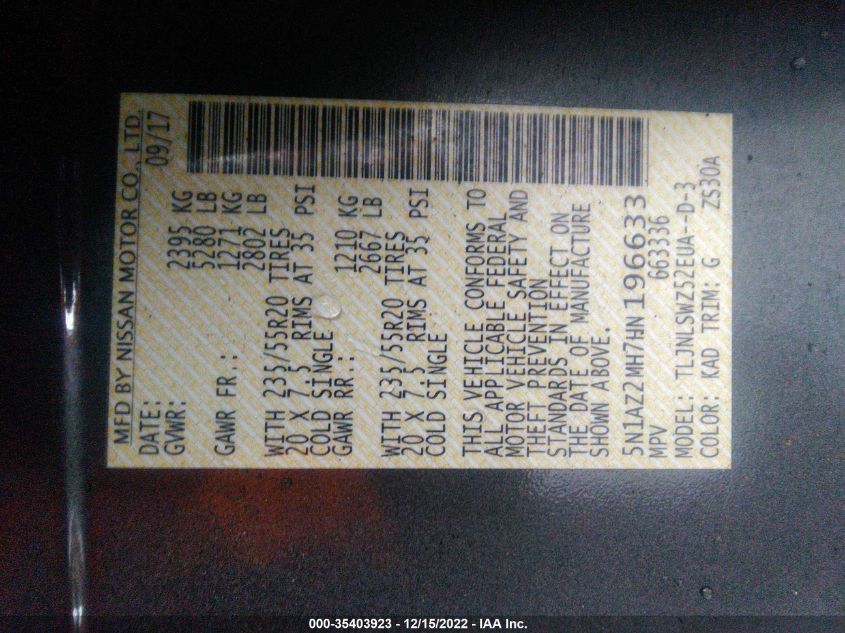 MFD BY NISSAN MOTOR CO., LTD.
DATE: 09/17
GVWR: 2395 KG
5280 LB
GAWR FR.: 1271 KG
2802 LB
WITH 235/55R20 TIRES
20 X 7.5 RIMS AT 35 PSI
COLD SINGLE
GAWR RR.: 1210 KG
2667 LB
WITH 235/55R20 TIRES
20 X 7.5 RIMS AT 35 PSI
COLD SINGLE
THIS VEHICLE CONFORMS TO
ALL APPLICABLE FEDERAL
MOTOR VEHICLE SAFETY AND
THEFT PREVENTION
STANDARDS IN EFFECT ON
THE DATE OF MANUFACTURE
SHOWN ABOVE.
5N1AZ2MH7HN196633
MPV 663336
MODEL: TLJNLSWZ52EUA--D-3
COLOR: KAD TRIM: G ZS30A
000-35403923 - 12/15/2022 - IAA Inc.